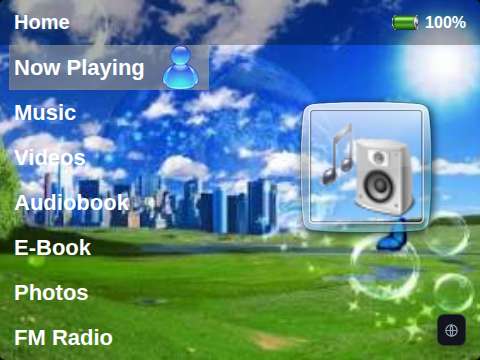 Home
100%
Now Playing
Music
Videos
Audiobook
E-Book
Photos
FM Radio